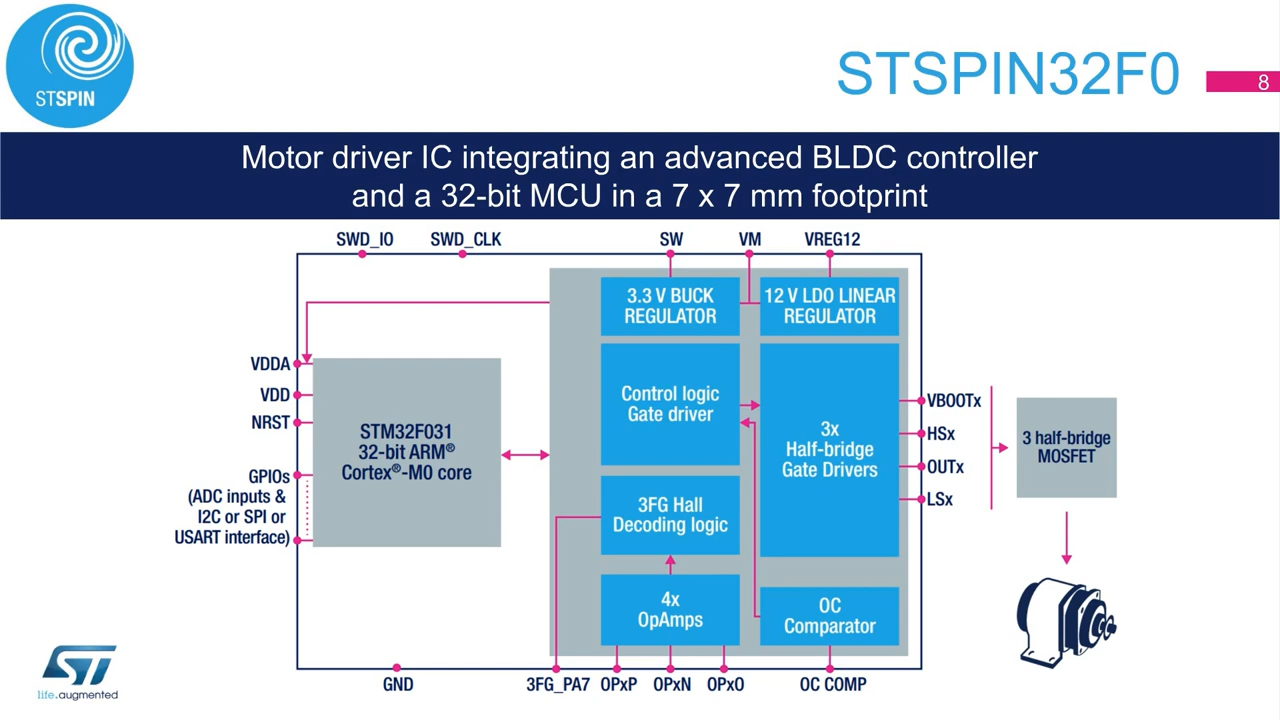 STSPIN
STSPIN32F0
8
Motor driver IC integrating an advanced BLDC controller
and a 32-bit MCU in a 7 x 7 mm footprint
SWD_IO
SWD_CLK
SW
VM
VREG12
3.3 V BUCK
REGULATOR
12 V LDO LINEAR
REGULATOR
VDDA
VDD
NRST
GPIOs
(ADC inputs &
I2C or SPI or
USART interface)
STM32F031
32-bit ARM®
Cortex®-M0 core
Control logic
Gate driver
3x
Half-bridge
Gate Drivers
3FG Hall
Decoding logic
4x
OpAmps
OC
Comparator
VBOOTx
HSx
OUTx
LSx
3 half-bridge
MOSFET
GND
3FG_PA7
OPxP
OPxN
OPxO
OC COMP
ST
life.augmented